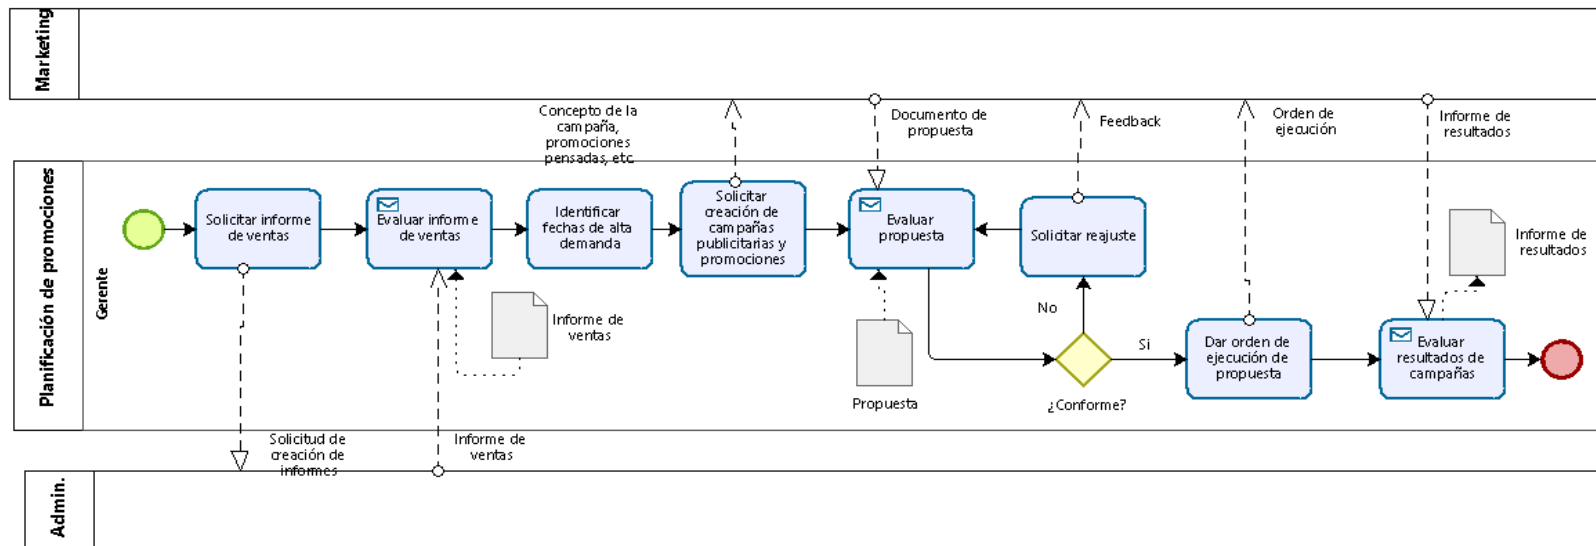 Marketing
Concepto de la
campaña,
promociones
pensadas, etc.
Documento de
propuesta
Feedback
Orden de
ejecución
Informe de
resultados
Planificación de promociones
Gerente
Solicitar informe
de ventas
Evaluar informe
de ventas
Identificar
fechas de alta
demanda
Solicitar
creación de
campañas
publicitarias y
promociones
Evaluar
propuesta
Solicitar reajuste
Informe de
resultados
Informe de
ventas
No
Si
Propuesta
¿Conforme?
Dar orden de
ejecución de
propuesta
Evaluar
resultados de
campañas
Solicitud de
creación de
informes
Informe de
ventas
Admin.